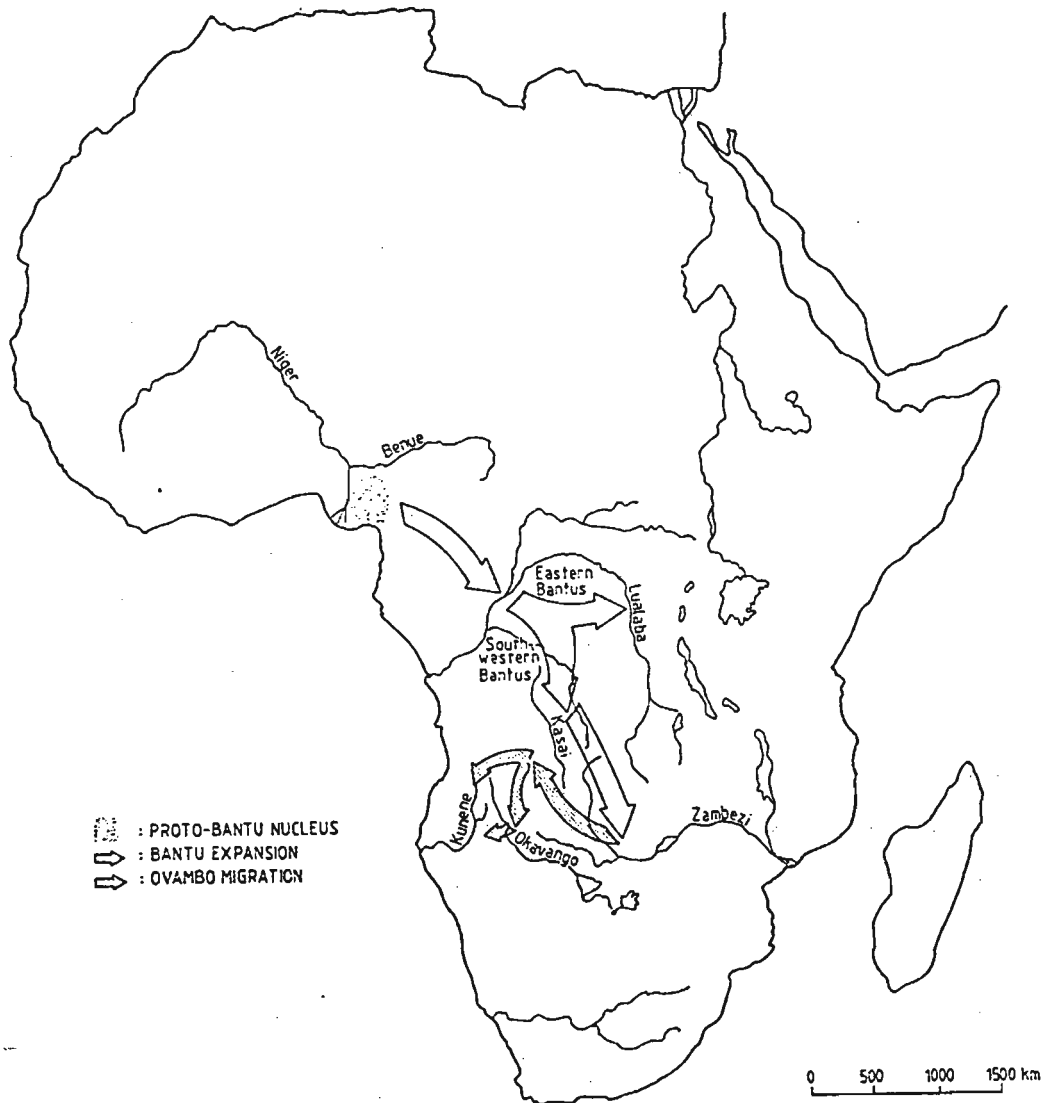 Niger
Benue
Eastern
Bantus
Lualaba
South-
western
Bantus
Kasai
Kunene
Okavango
Zambezi
: PROTO-BANTU NUCLEUS
: BANTU EXPANSION
: OVAMBO MIGRATION
0 500 1000 1500 km